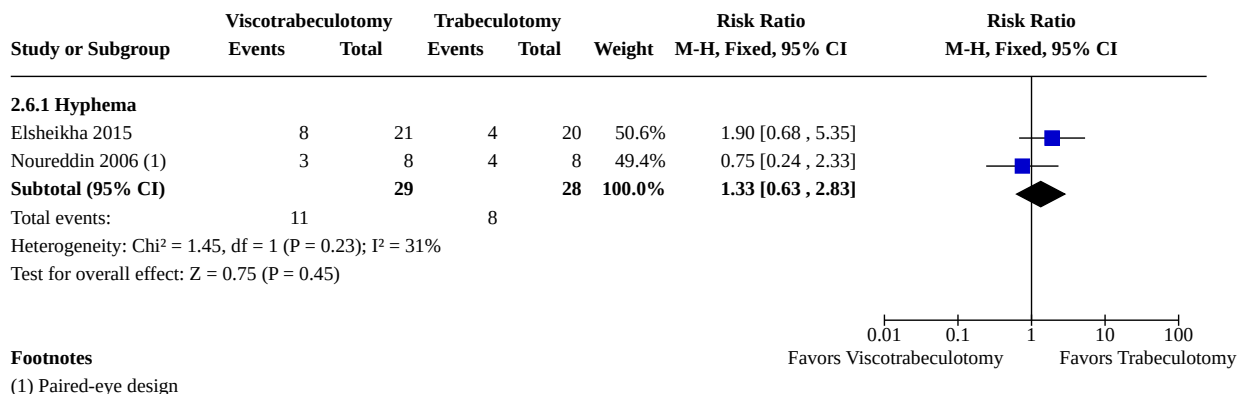 Viscotrabeculotomy Trabeculotomy Risk Ratio Risk Ratio
Study or Subgroup Events Total Events Total Weight M-H, Fixed, 95% CI M-H, Fixed, 95% CI
2.6.1 Hyphema
Elsheikha 2015 8 21 4 20 50.6% 1.90 [0.68 , 5.35]
Noureddin 2006 (1) 3 8 4 8 49.4% 0.75 [0.24 , 2.33]
Subtotal (95% CI) 29 28 100.0% 1.33 [0.63 , 2.83]
Total events: 11 8
Heterogeneity: Chi² = 1.45, df = 1 (P = 0.23); I² = 31%
Test for overall effect: Z = 0.75 (P = 0.45)
0.01 0.1 1 10 100
Favors Viscotrabeculotomy Favors Trabeculotomy
Footnotes
(1) Paired-eye design